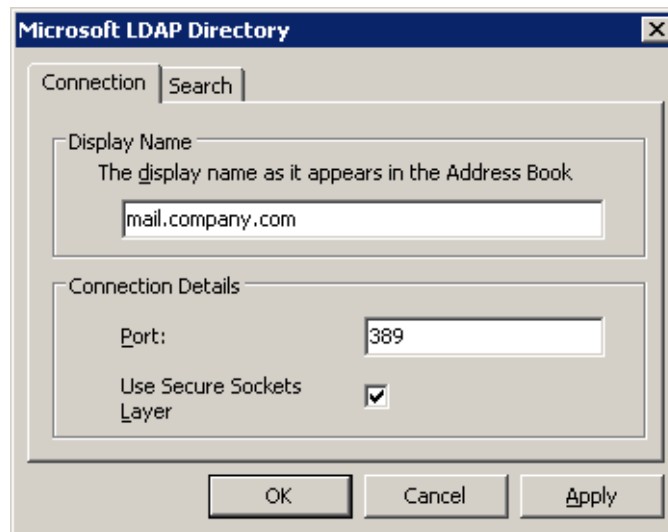 Microsoft LDAP Directory
Connection
Search
Display Name
The display name as it appears in the Address Book
mail.company.com
Connection Details
Port:
389
Use Secure Sockets
Layer
OK
Cancel
Apply